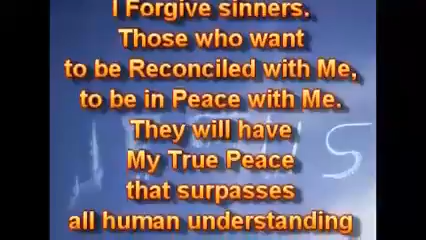 I Forgive sinners.
Those who want
to be Reconciled with Me,
to be in Peace with Me.
They will have
My True Peace
that surpasses
all human understanding